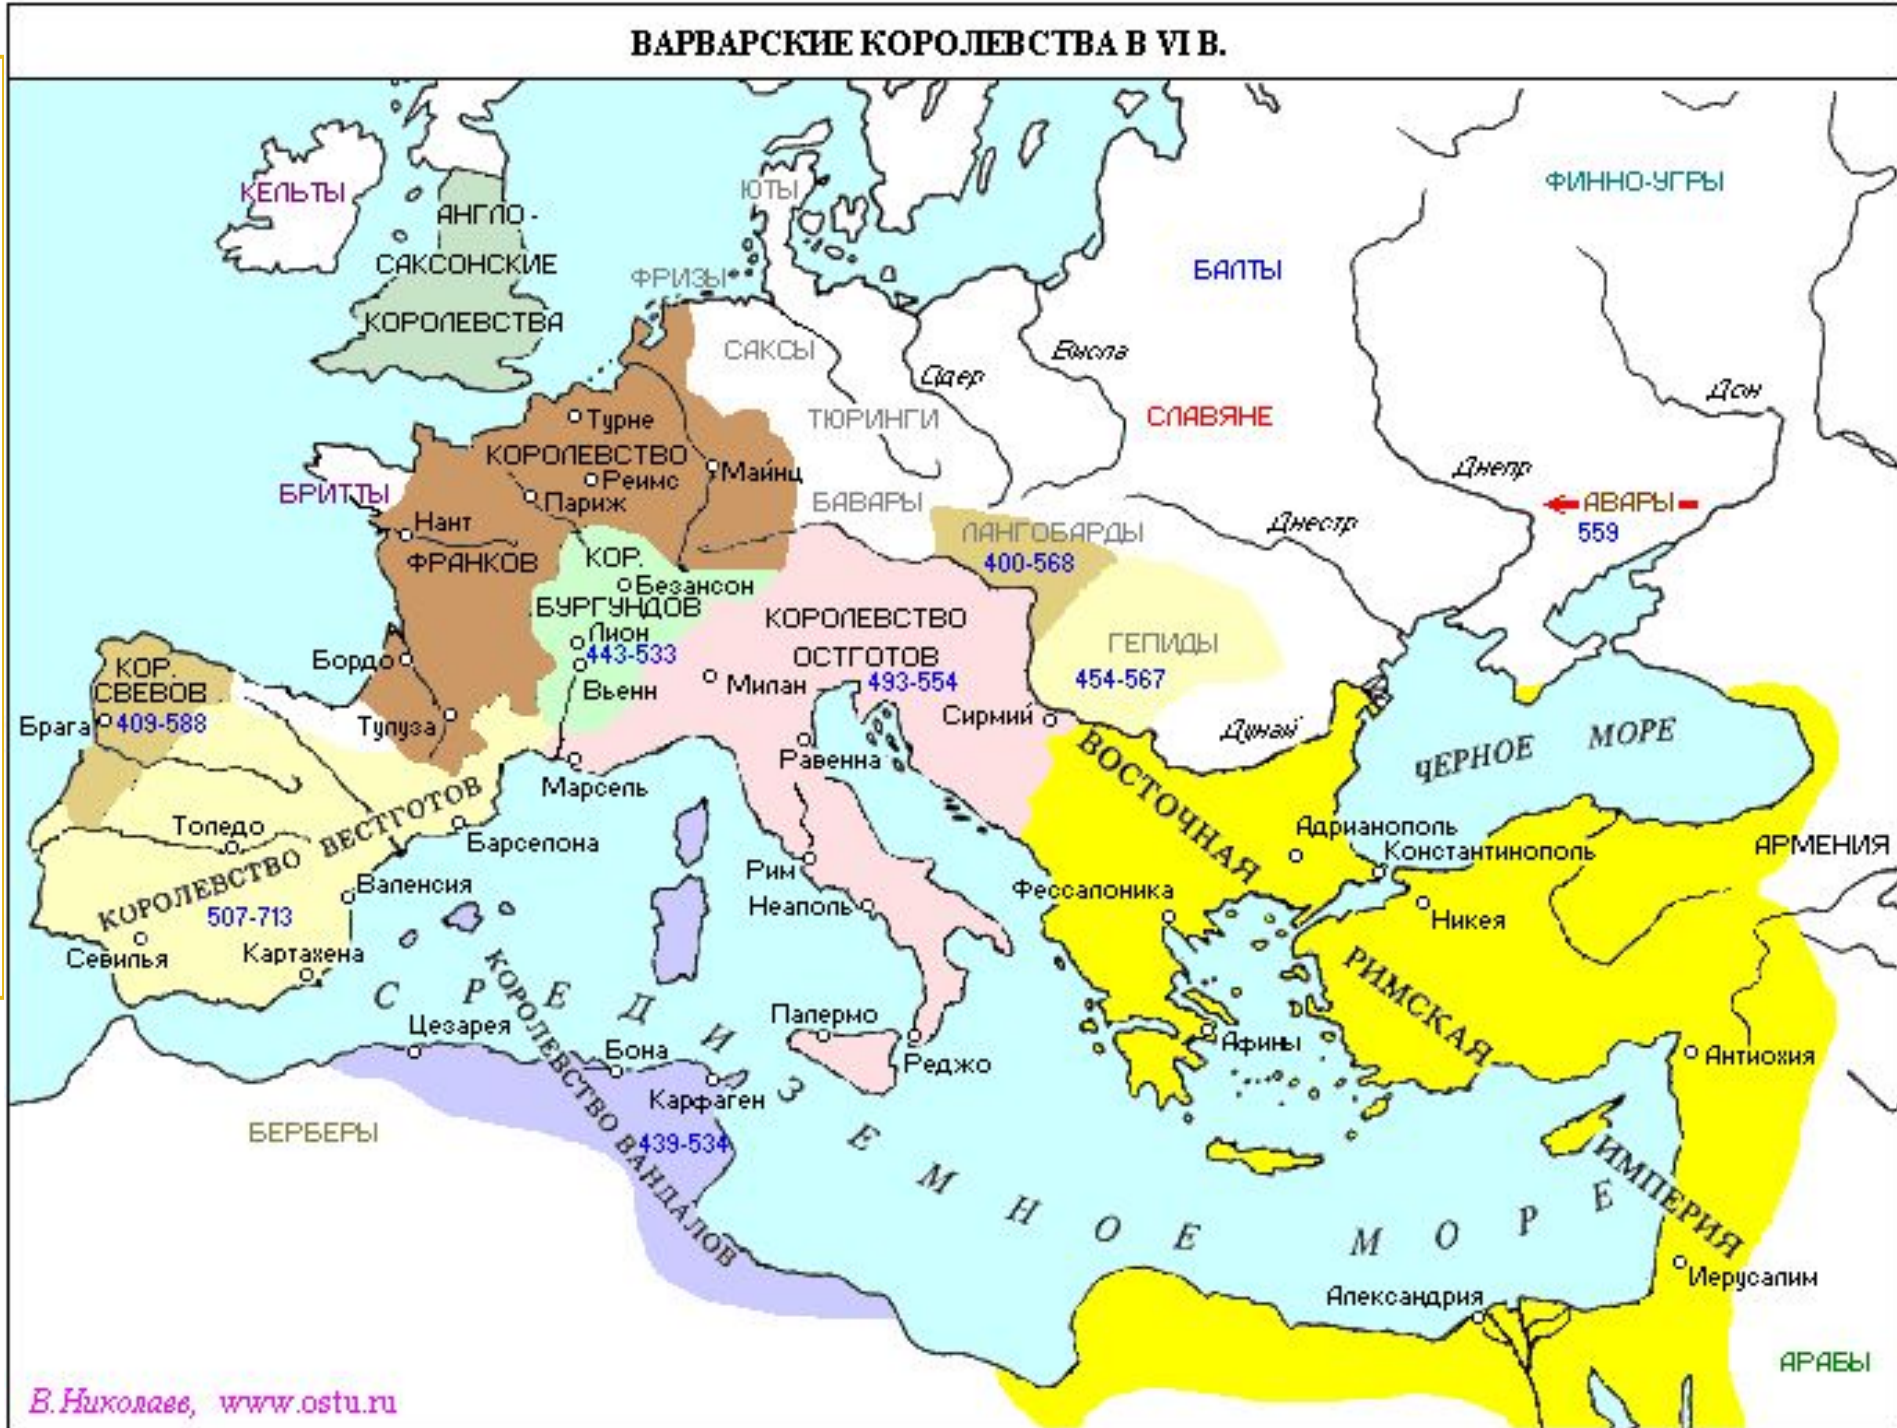 ВАРВАРСКИЕ КОРОЛЕВСТВА В VI В.
КЕЛЬТЫ
АНГЛО-
САКСОНСКИЕ
КОРОЛЕВСТВА
ЮТЫ
ФРИЗЫ
САКСЫ
ТЮРИНГИ
БАВАРЫ
БАЛТЫ
ФИННО-УГРЫ
СЛАВЯНЕ
Одер
Висла
Дон
Днепр
Днестр
АВАРЫ
559
БРИТТЫ
Турне
КОРОЛЕВСТВО
Реимс
Майнц
Париж
Нант
ФРАНКОВ
КОР.
Безансон
БУРГУНДОВ
Лион
443-533
Вьенн
ЛАНГОБАРДЫ
400-568
ГЕПИДЫ
454-567
КОРОЛЕВСТВО
ОСТГОТОВ
493-554
Милан
Сирмий
Дунай
Равенна
Марсель
Бордо
Тулуза
КОР.
СВЕВОВ
Брага
409-588
Толедо
КОРОЛЕВСТВО ВЕСТГОТОВ
507-713
Барселона
Валенсия
Картахена
Севилья
Рим
Неаполь
Палермо
Реджо
ВОСТОЧНАЯ
РИМСКАЯ
ИМПЕРИЯ
ЧЕРНОЕ МОРЕ
Адрианополь
Константинополь
Фессалоника
Никея
АРМЕНИЯ
Афины
Антиохия
СРЕДИЗЕМНОЕ МОРЕ
Цезарея
Бона
Карфаген
КОРОЛЕВСТВО ВАНДАЛОВ
439-534
БЕРБЕРЫ
Александрия
Иерусалим
АРАБЫ
В.Николаев, www.ostu.ru